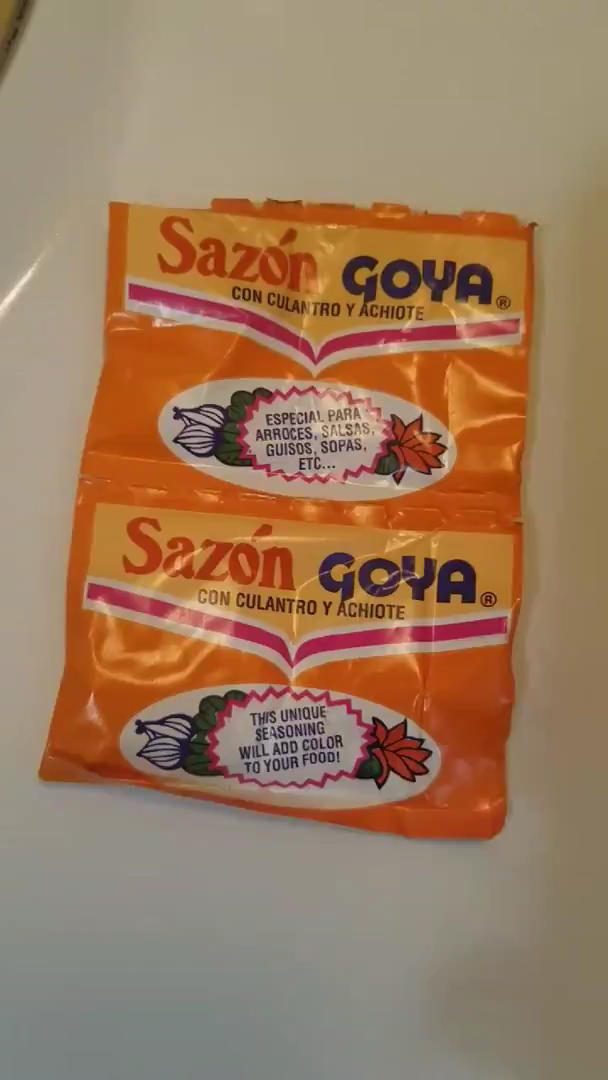 Sazón GOYA®
CON CULANTRO Y ACHIOTE
ESPECIAL PARA
ARROCES, SALSAS,
GUISOS, SOPAS,
ETC...
Sazón GOYA®
CON CULANTRO Y ACHIOTE
THIS UNIQUE
SEASONING
WILL ADD COLOR
TO YOUR FOOD!